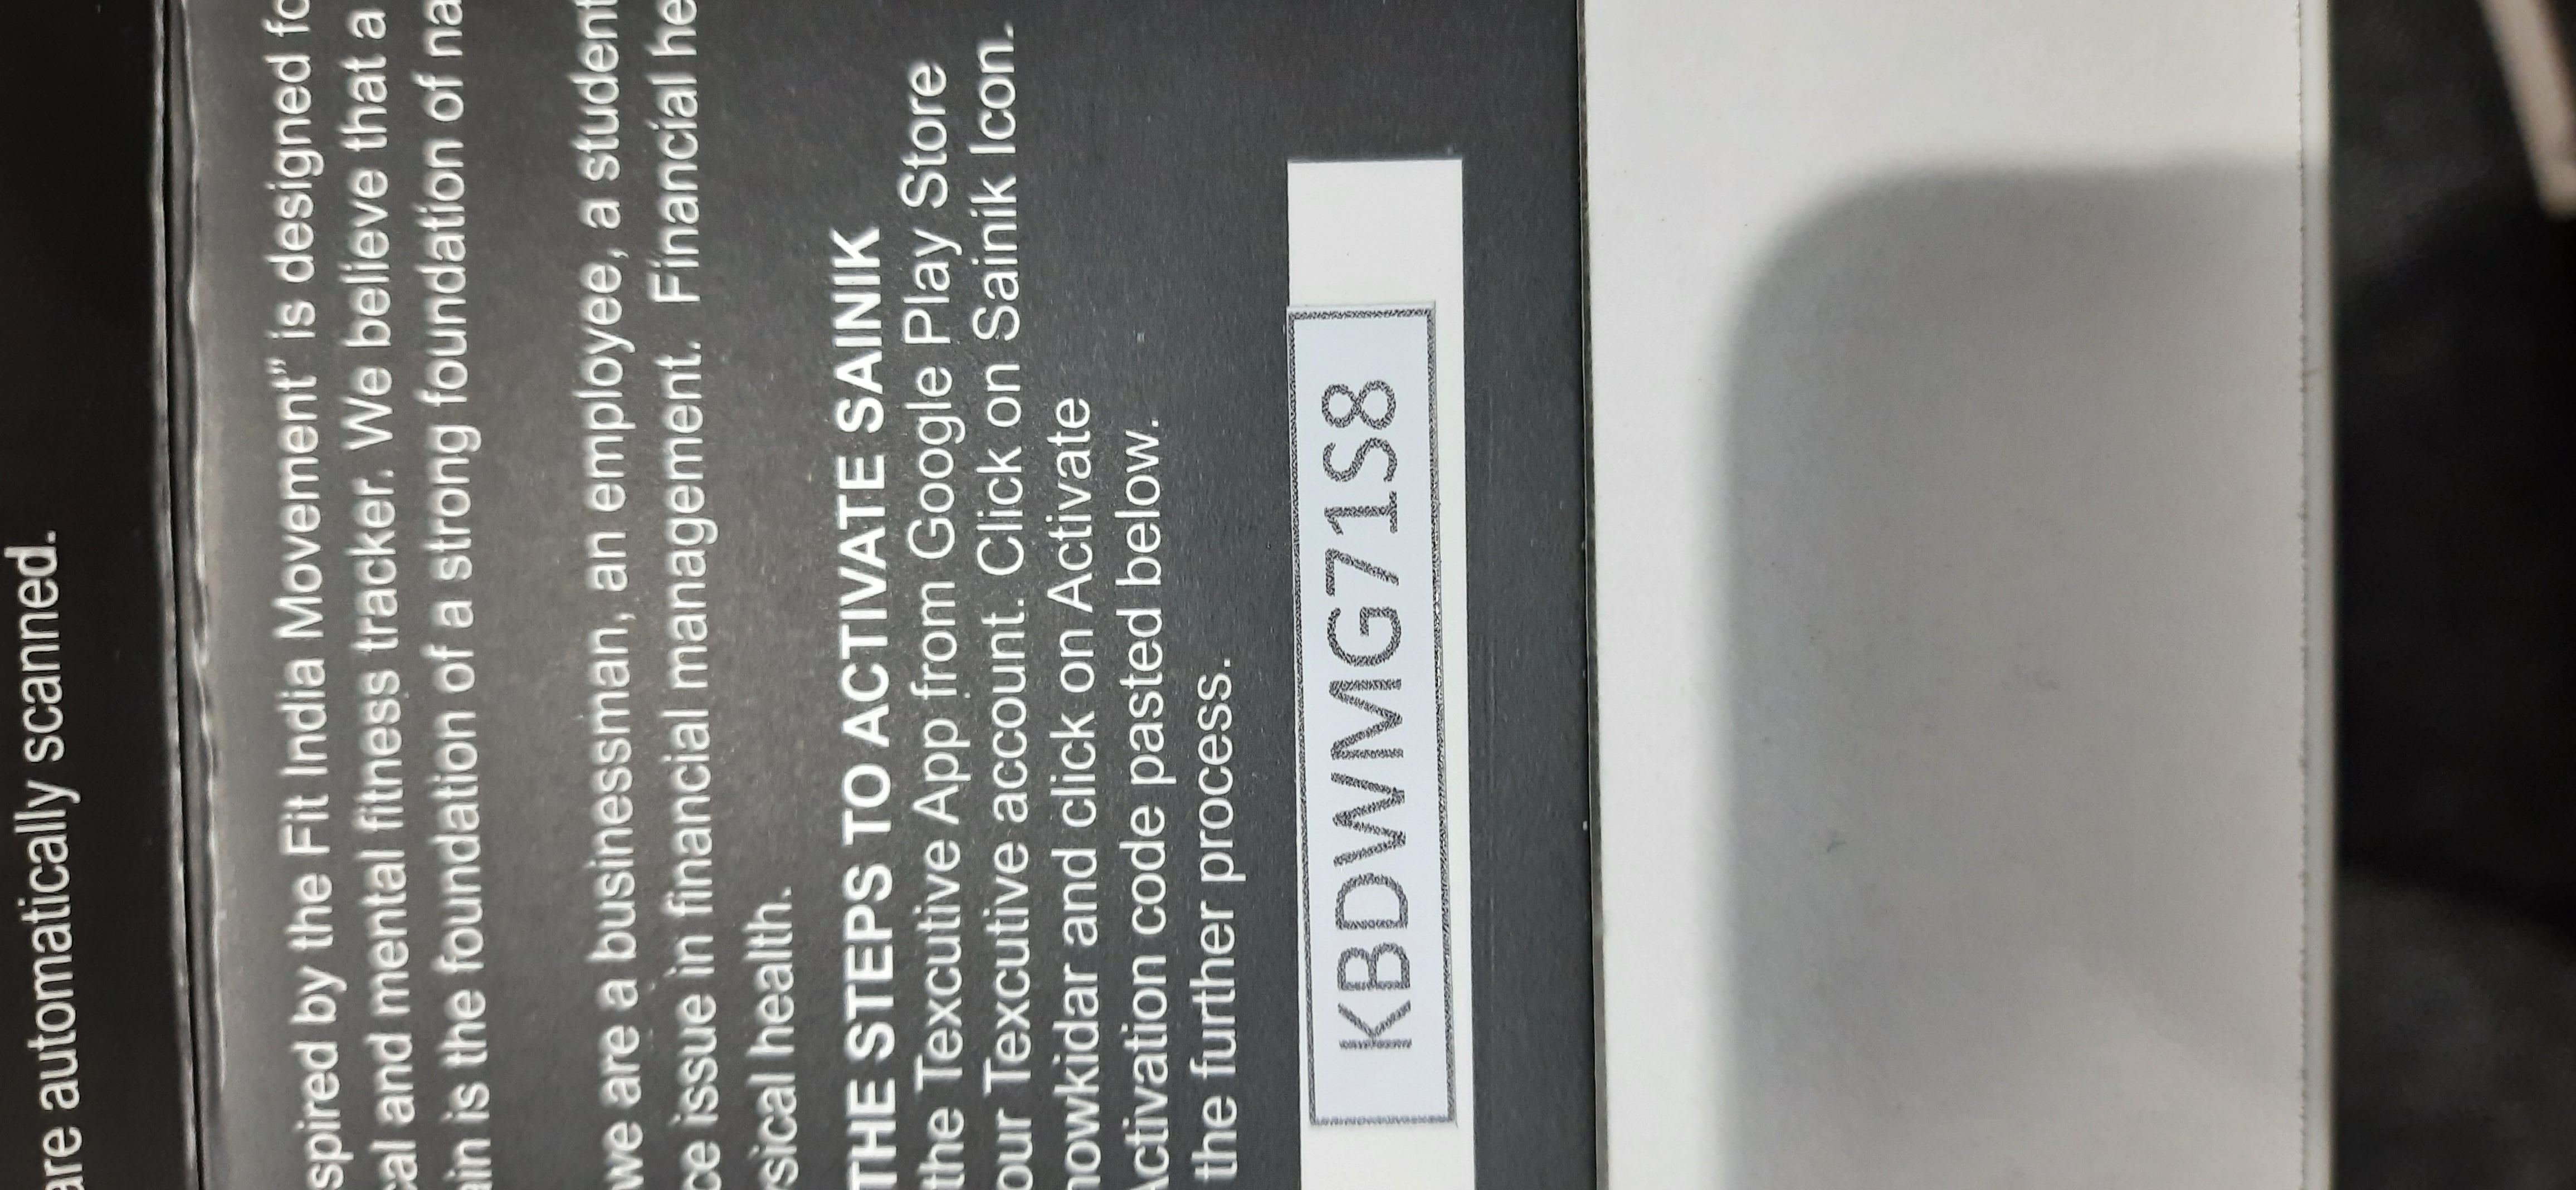 are automatically scanned.
spired by the Fit India Movement” is designed fo
cal and mental fitness tracker. We believe that a
ain is the foundation of a strong foundation of na
we are a businessman, an employee, a student
ce issue in financial management. Financial he
sical health.
THE STEPS TO ACTIVATE SAINIK
the Texcutive App from Google Play Store
our Texcutive account. Click on Sainik Icon.
howkidar and click on Activate
Activation code pasted below.
the further process.
KBDWMG71S8